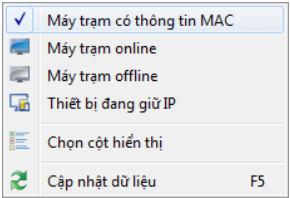 Máy trạm có thông tin MAC
Máy trạm online
Máy trạm offline
Thiết bị đang giữ IP
Chọn cột hiển thị
Cập nhật dữ liệu F5